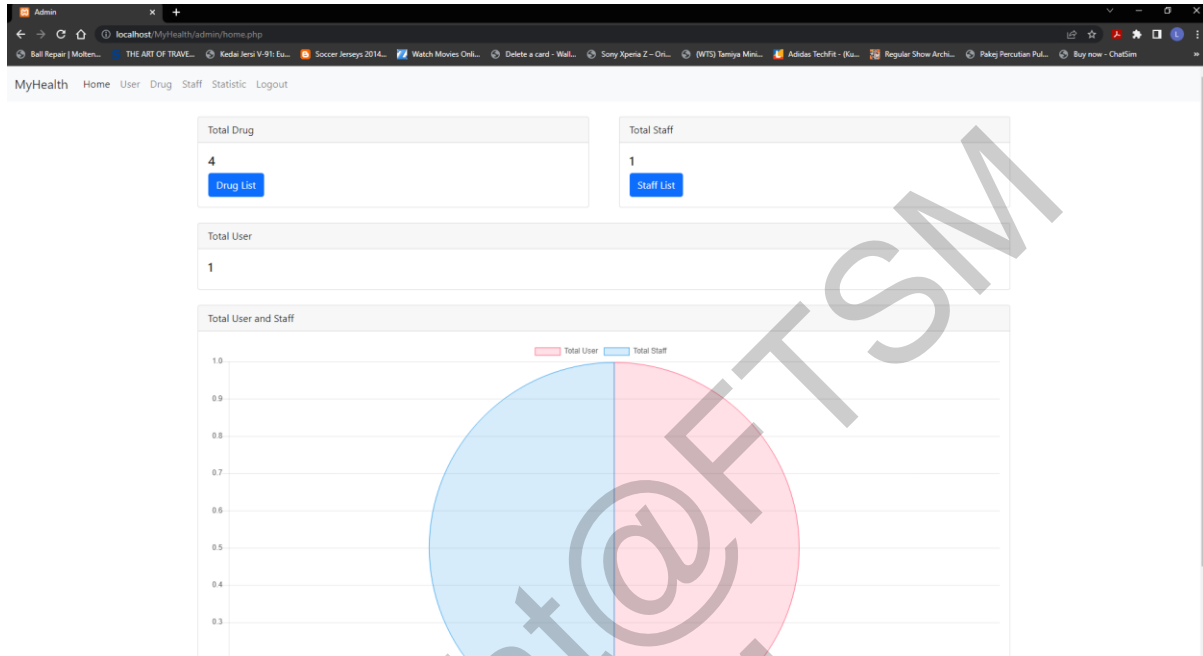 Admin
localhost/MyHealth/admin/home.php
Ball Repair | Molten... THE ART OF TRAVE... Kedai Jersi V-91: Eu... Soccer Jerseys 2014... Watch Movies Onli... Delete a card - Wall... Sony Xperia Z – Ori... (WTS) Tamiya Mini... Adidas TechFit - (Ku... Regular Show Archi... Pakej Percutian Pul... Buy now - ChatSim
MyHealth Home User Drug Staff Statistic Logout
Total Drug
4
Drug List
Total Staff
1
Staff List
Total User
1
Total User and Staff
Total User Total Staff
1.0
0.9
0.8
0.7
0.6
0.5
0.4
0.3
t@FTSM